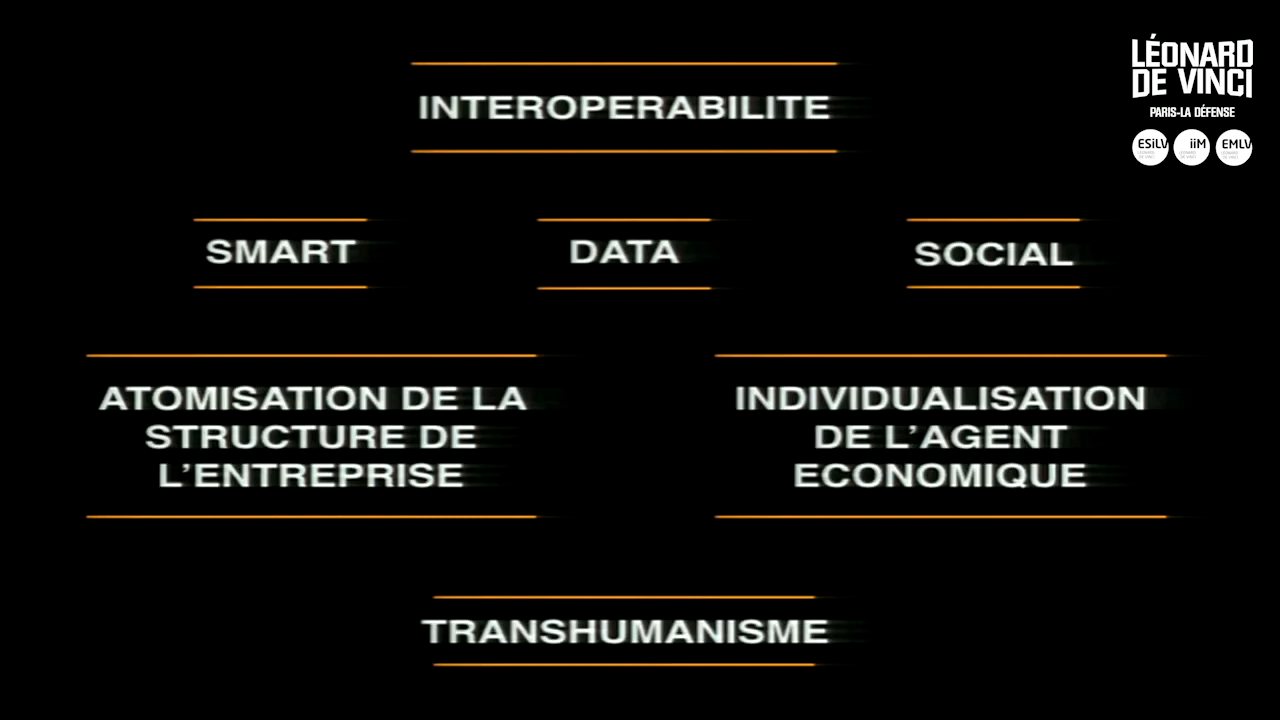 LÉONARD
DE VINCI
PARIS-LA DÉFENSE
ESiLV
iiM
EMLV
INTEROPERABILITE
SMART
DATA
SOCIAL
ATOMISATION DE LA
STRUCTURE DE
L’ENTREPRISE
INDIVIDUALISATION
DE L’AGENT
ECONOMIQUE
TRANSHUMANISME